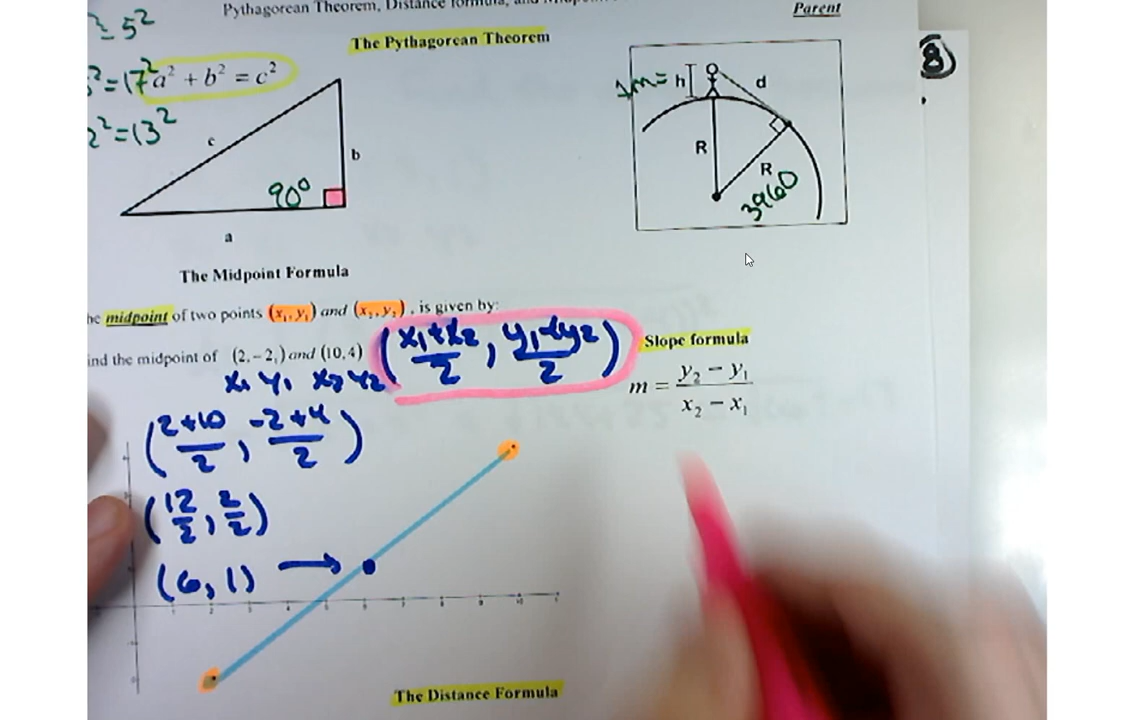 Pythagorean Theorem, Distance formula, and
Parent
≥ 5²
The Pythagorean Theorem
8)
²=17² a² + b² = c²
2²=13²
1m= h
d
c
b
R
R
3960
90°
a
The Midpoint Formula
he midpoint of two points (x₁, y₁) and (x₂, y₂), is given by:
ind the midpoint of (2,-2,) and (10,4) (x₁+x₂/2, y₁+y₂/2)
x₁ y₁ x₂ y₂
Slope formula
m = y₂ - y₁/x₂ - x₁
(2+10/2, -2+4/2)
(12/2, 2/2)
(6,1) →
The Distance Formula